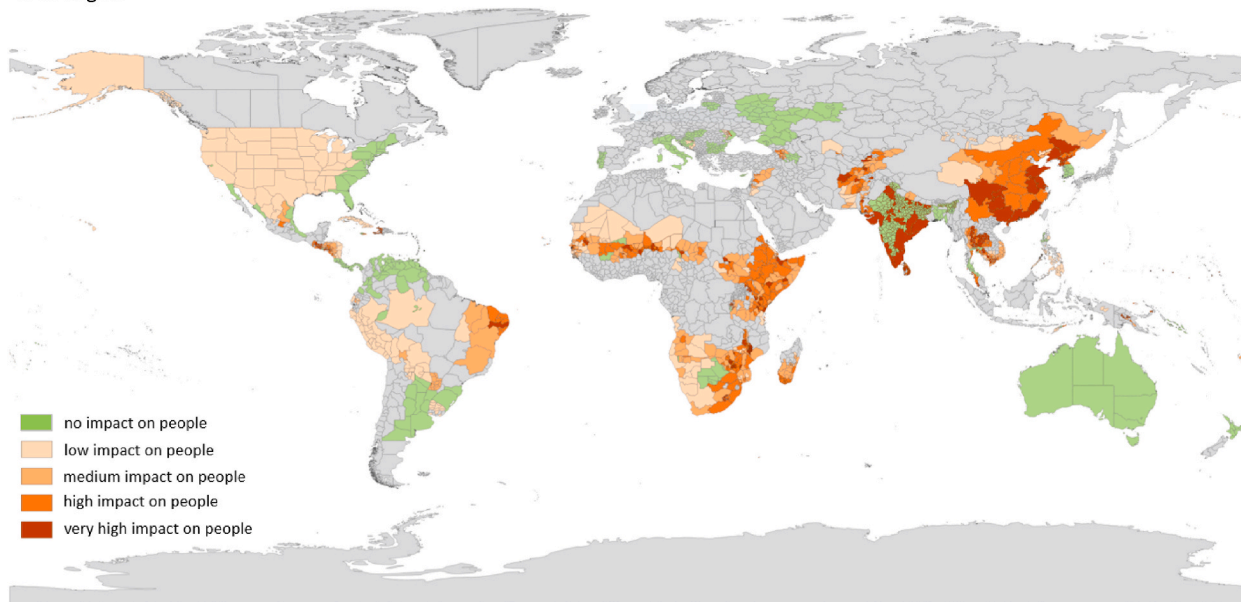 no impact on people
low impact on people
medium impact on people
high impact on people
very high impact on people